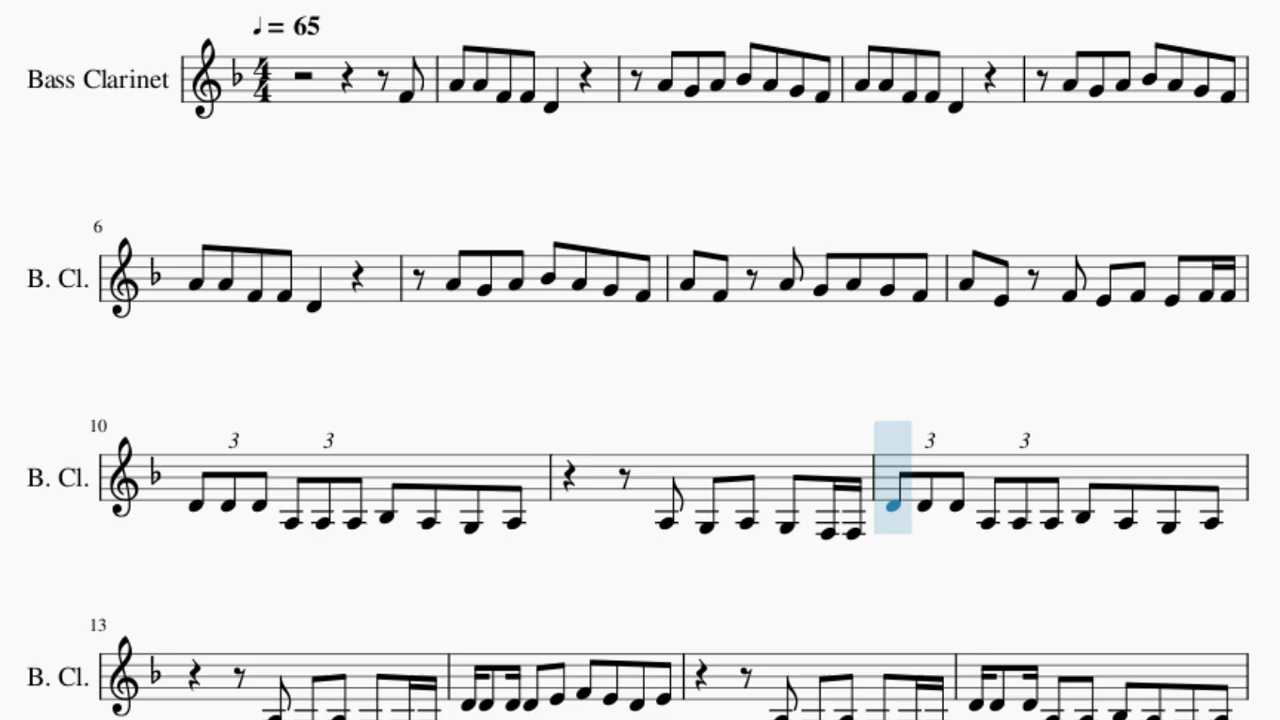 ♩ = 65
Bass Clarinet
4
4
6
B. Cl.
10
3 3 3 3
B. Cl.
13
B. Cl.